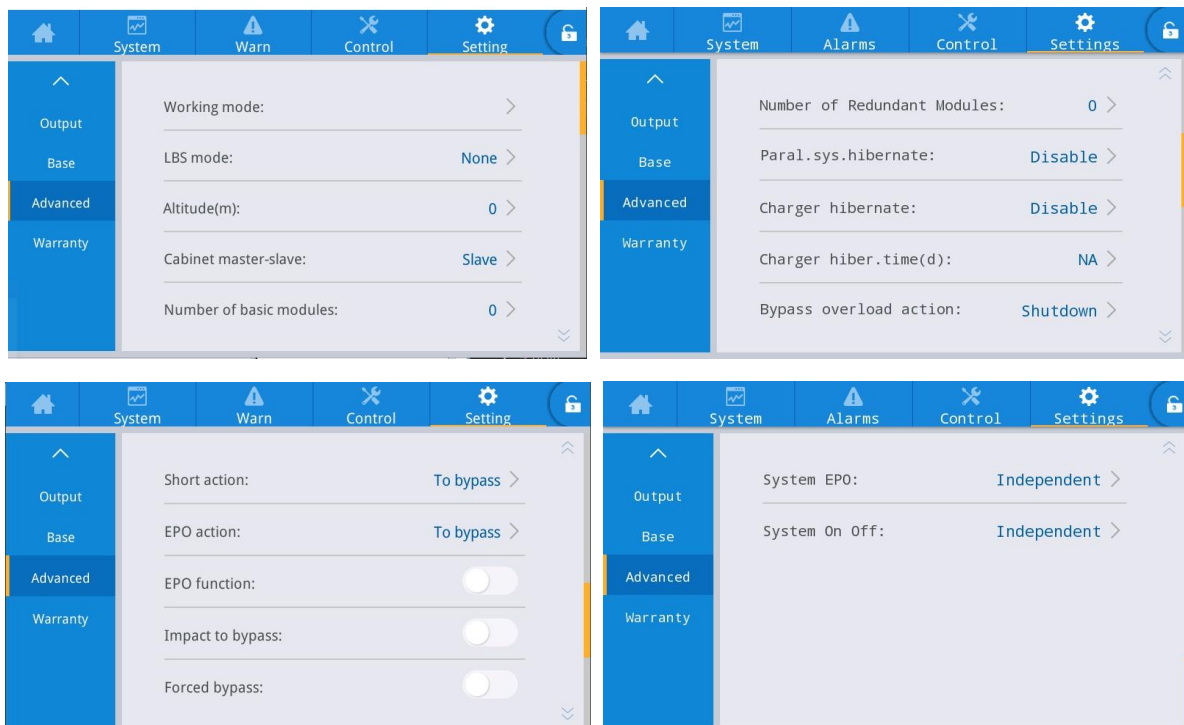 System Warn Control Setting 3
Output
Base
Advanced
Warranty
Working mode:
LBS mode: None
Altitude(m): 0
Cabinet master-slave: Slave
Number of basic modules: 0
System Alarms Control Settings 3
Output
Base
Advanced
Warranty
Number of Redundant Modules: 0
Paral.sys.hibernate: Disable
Charger hibernate: Disable
Charger hiber.time(d): NA
Bypass overload action: Shutdown
System Warn Control Setting 3
Output
Base
Advanced
Warranty
Short action: To bypass
EPO action: To bypass
EPO function:
Impact to bypass:
Forced bypass:
System Alarms Control Settings 3
Output
Base
Advanced
Warranty
System EPO: Independent
System On Off: Independent